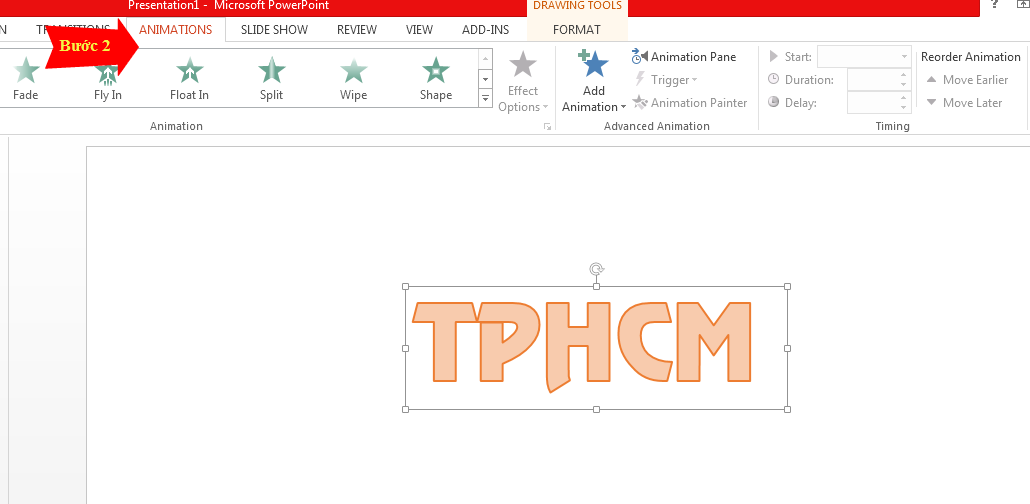 Presentation1 - Microsoft PowerPoint
DRAWING TOOLS
?
N TRANSITIONS ANIMATIONS SLIDE SHOW REVIEW VIEW ADD-INS FORMAT
Bước 2
Fade Fly In Float In Split Wipe Shape
Effect Options
Add Animation
Animation Pane
Trigger
Animation Painter
Start:
Duration:
Delay:
Reorder Animation
Move Earlier
Move Later
Animation Advanced Animation Timing
TPHCM